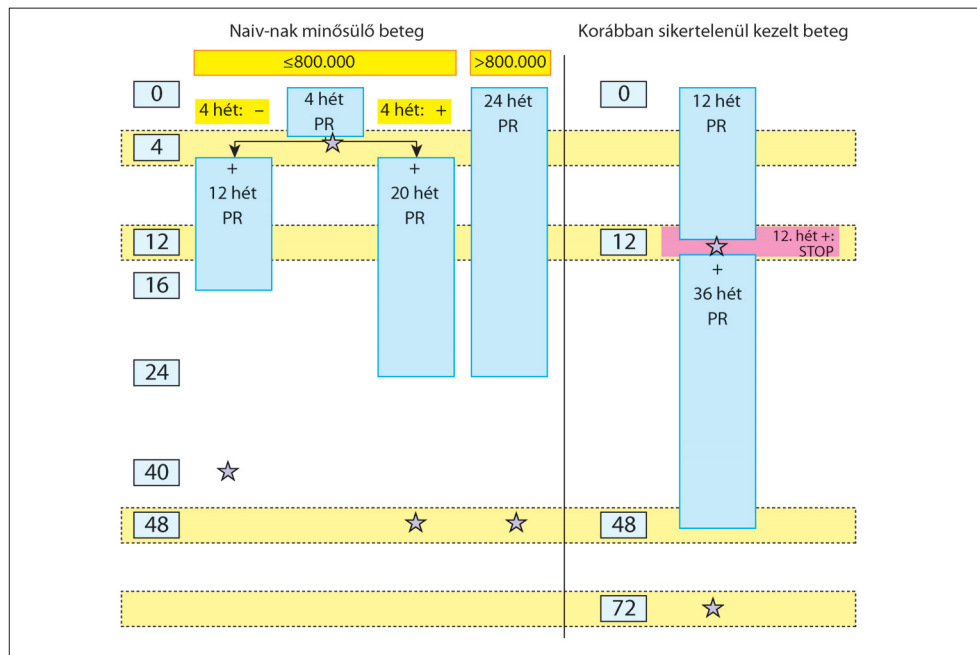 Naiv-nak minősülő beteg
≤800.000
>800.000
0
4 hét: –
4 hét
PR
4 hét: +
24 hét
PR
4
+
12 hét
PR
+
20 hét
PR
12
16
24
40
48
Korábban sikertelenül kezelt beteg
0
12 hét
PR
12
12. hét +:
STOP
+
36 hét
PR
48
72